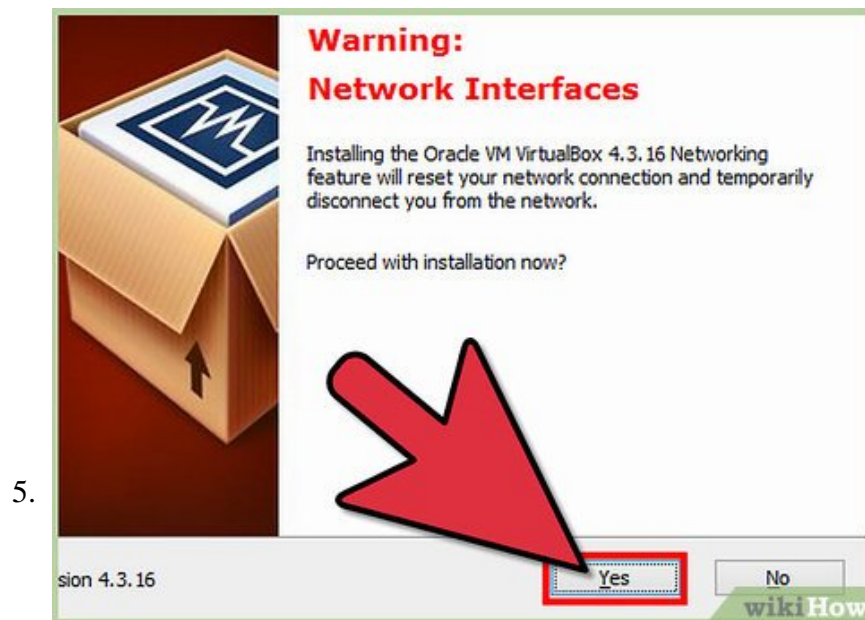 Warning:
Network Interfaces
Installing the Oracle VM VirtualBox 4.3.16 Networking
feature will reset your network connection and temporarily
disconnect you from the network.
Proceed with installation now?
5.
sion 4.3.16
Yes
No
wikiHow